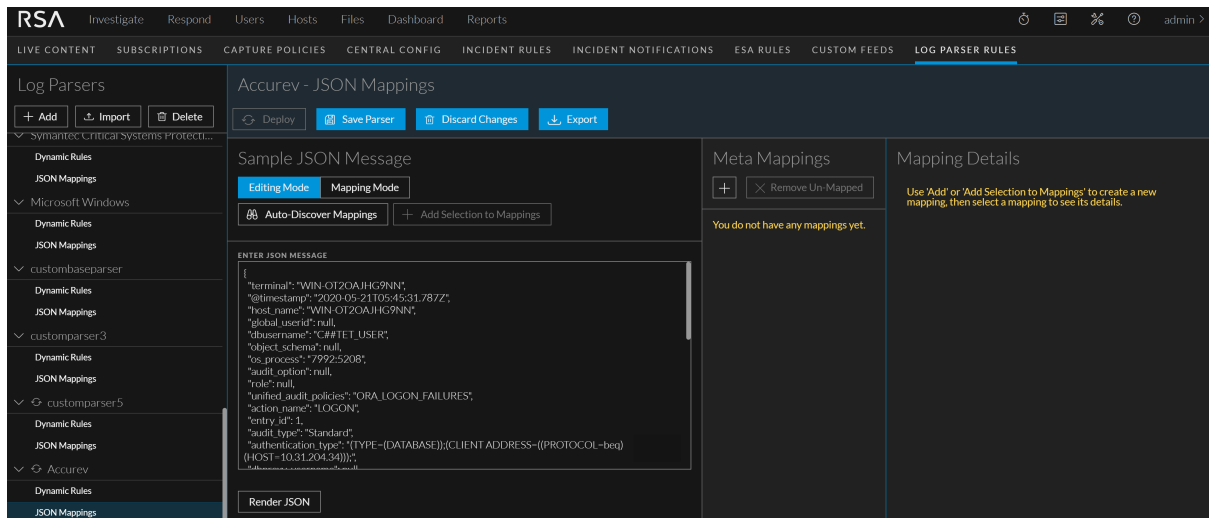 RSA Investigate Respond Users Hosts Files Dashboard Reports admin >
LIVE CONTENT SUBSCRIPTIONS CAPTURE POLICIES CENTRAL CONFIG INCIDENT RULES INCIDENT NOTIFICATIONS ESA RULES CUSTOM FEEDS LOG PARSER RULES
Log Parsers
+ Add Import Delete
Symantec Critical Systems Protecti...
Dynamic Rules
JSON Mappings
Microsoft Windows
Dynamic Rules
JSON Mappings
custombaseparser
Dynamic Rules
JSON Mappings
customparser3
Dynamic Rules
JSON Mappings
customparser5
Dynamic Rules
JSON Mappings
Accurev
Dynamic Rules
JSON Mappings
Accurev - JSON Mappings
Deploy Save Parser Discard Changes Export
Sample JSON Message
Editing Mode Mapping Mode
Auto-Discover Mappings + Add Selection to Mappings
ENTER JSON MESSAGE
{
"terminal": "WIN-OT2OAJHG9NN",
"@timestamp": "2020-05-21T05:45:31.787Z",
"host_name": "WIN-OT2OAJHG9NN",
"global_userid": null,
"dbusername": "C##TET_USER",
"object_schema": null,
"os_process": "7992:5208",
"audit_option": null,
"role": null,
"unified_audit_policies": "ORA_LOGON_FAILURES",
"action_name": "LOGON",
"entry_id": 1,
"audit_type": "Standard",
"authentication_type": "(TYPE=(DATABASE));(CLIENT ADDRESS=((PROTOCOL=beq)
(HOST=10.31.204.34)));",
"dbproxy_username": null
Render JSON
Meta Mappings
+ Remove Un-Mapped
You do not have any mappings yet.
Mapping Details
Use 'Add' or 'Add Selection to Mappings' to create a new
mapping, then select a mapping to see its details.